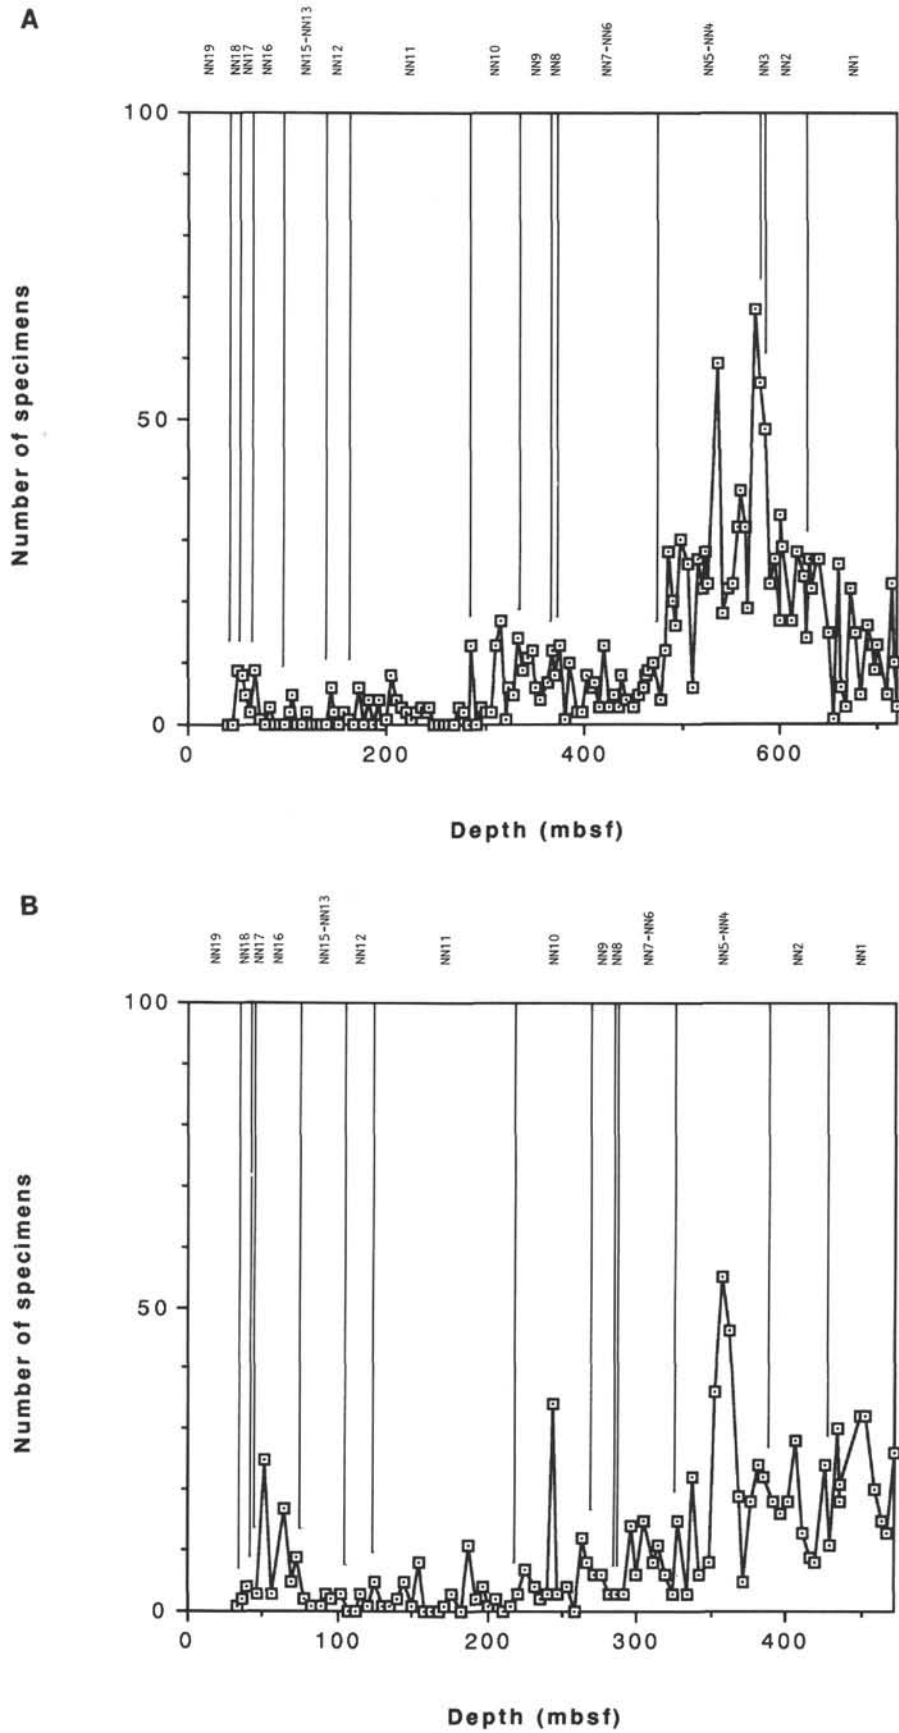 A
NN19 NN18 NN17 NN16 NN15-NN13 NN12 NN11 NN10 NN9 NN8 NN7-NN6 NN5-NN4 NN3 NN2 NN1
100
50
0
Number of specimens
0 200 400 600
Depth (mbsf)
B
NN19 NN18 NN17 NN16 NN15-NN13 NN12 NN11 NN10 NN9 NN8 NN7-NN6 NN5-NN4 NN2 NN1
100
50
0
Number of specimens
0 100 200 300 400
Depth (mbsf)